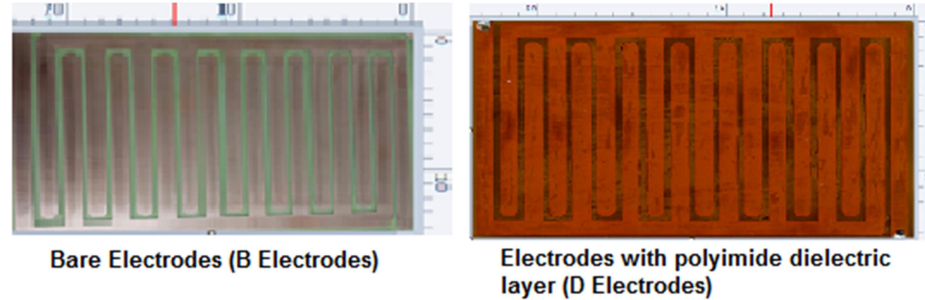 Bare Electrodes (B Electrodes)
Electrodes with polyimide dielectric
layer (D Electrodes)